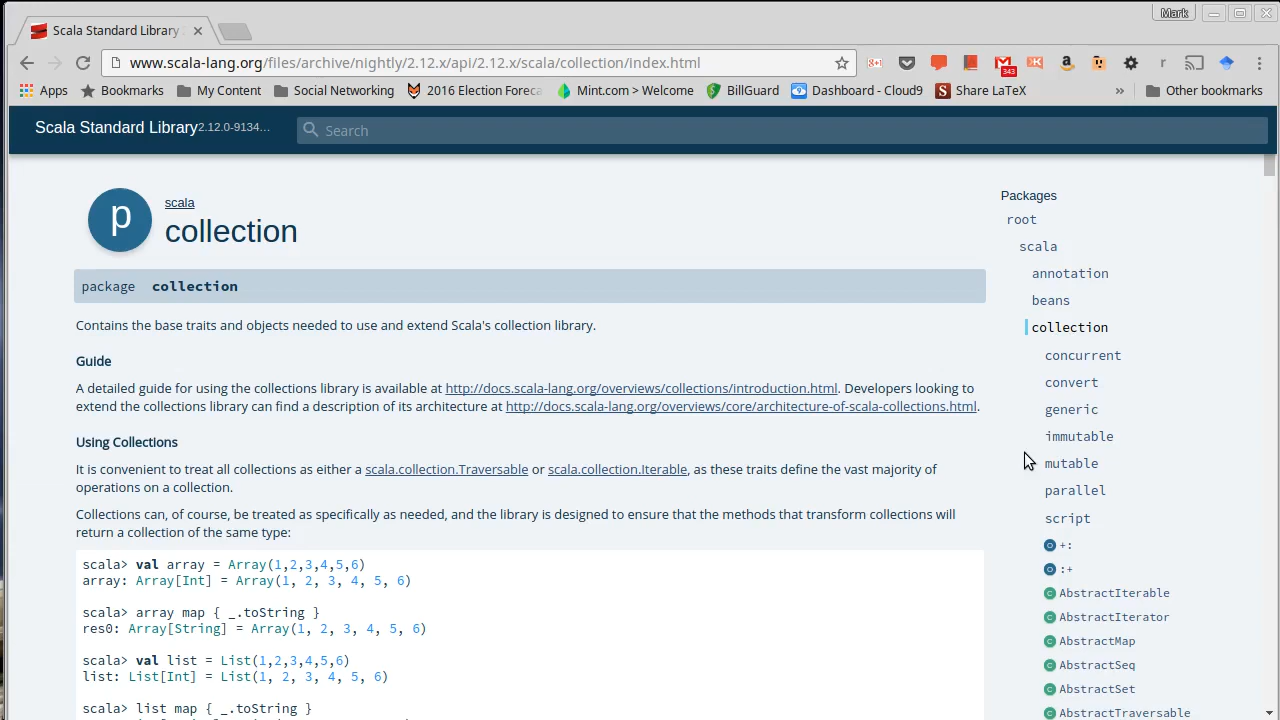 Mark
Scala Standard Library
www.scala-lang.org/files/archive/nightly/2.12.x/api/2.12.x/scala/collection/index.html
343
Apps Bookmarks My Content Social Networking 2016 Election Foreca Mint.com > Welcome BillGuard Dashboard - Cloud9 Share LaTeX » Other bookmarks
Scala Standard Library2.12.0-9134… Search
p
scala
collection
package collection
Contains the base traits and objects needed to use and extend Scala's collection library.
Guide
A detailed guide for using the collections library is available at http://docs.scala-lang.org/overviews/collections/introduction.html. Developers looking to
extend the collections library can find a description of its architecture at http://docs.scala-lang.org/overviews/core/architecture-of-scala-collections.html.
Using Collections
It is convenient to treat all collections as either a scala.collection.Traversable or scala.collection.Iterable, as these traits define the vast majority of
operations on a collection.
Collections can, of course, be treated as specifically as needed, and the library is designed to ensure that the methods that transform collections will
return a collection of the same type:
scala> val array = Array(1,2,3,4,5,6)
array: Array[Int] = Array(1, 2, 3, 4, 5, 6)
scala> array map { _.toString }
res0: Array[String] = Array(1, 2, 3, 4, 5, 6)
scala> val list = List(1,2,3,4,5,6)
list: List[Int] = List(1, 2, 3, 4, 5, 6)
scala> list map { _.toString }
Packages
root
scala
annotation
beans
collection
concurrent
convert
generic
immutable
mutable
parallel
script
O +:
O :+
C AbstractIterable
C AbstractIterator
C AbstractMap
C AbstractSeq
C AbstractSet
C AbstractTraversable